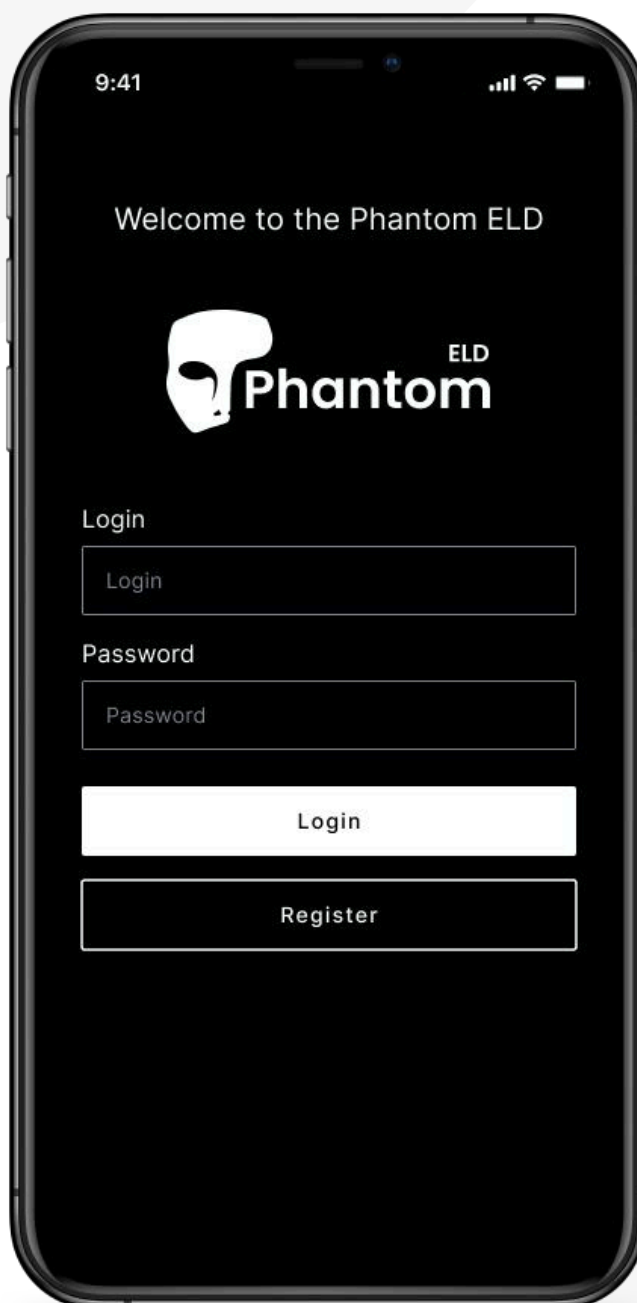 9:41
Welcome to the Phantom ELD
ELD
Phantom
Login
Login
Password
Password
Login
Register